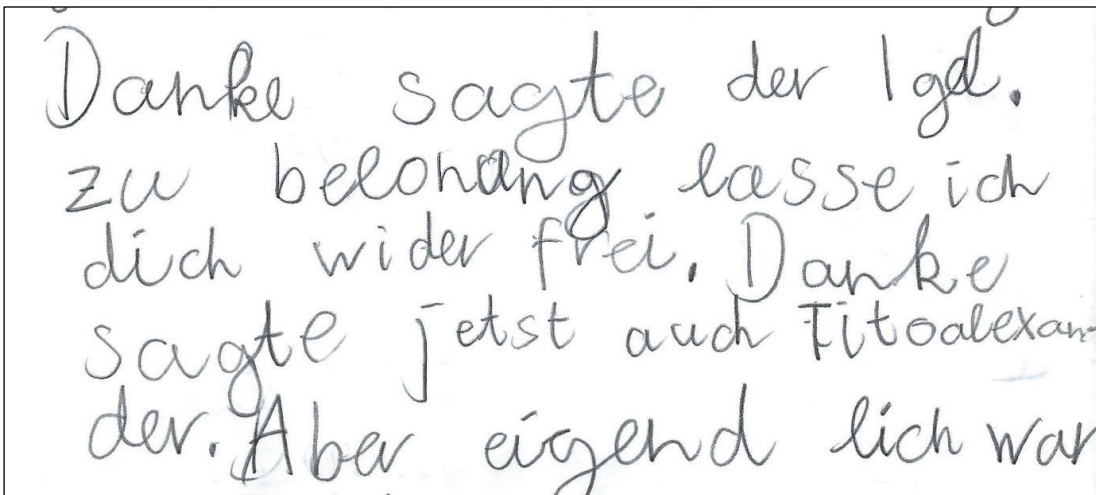 Danke sagte der Igel.
zu belohnung lasse ich
dich wider frei. Danke
sagte jetst auch Titoalexan-
der. Aber eigend lich war